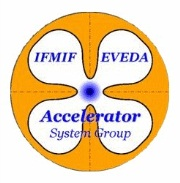 IFMIF EVEDA
Accelerator
System Group